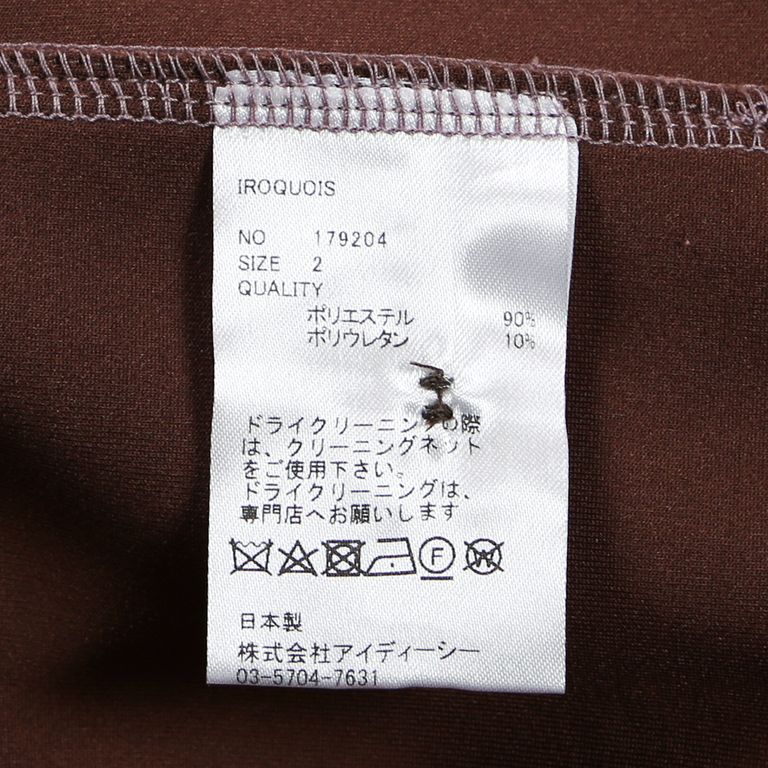 IROQUOIS
NO 179204
SIZE 2
QUALITY
ポリエステル 90%
ポリウレタン 10%
ドライクリーニングの際
は、クリーニングネット
をご使用下さい。
ドライクリーニングは、
専門店へお願いします
F W
日本製
株式会社アイディーシー
03-5704-7631